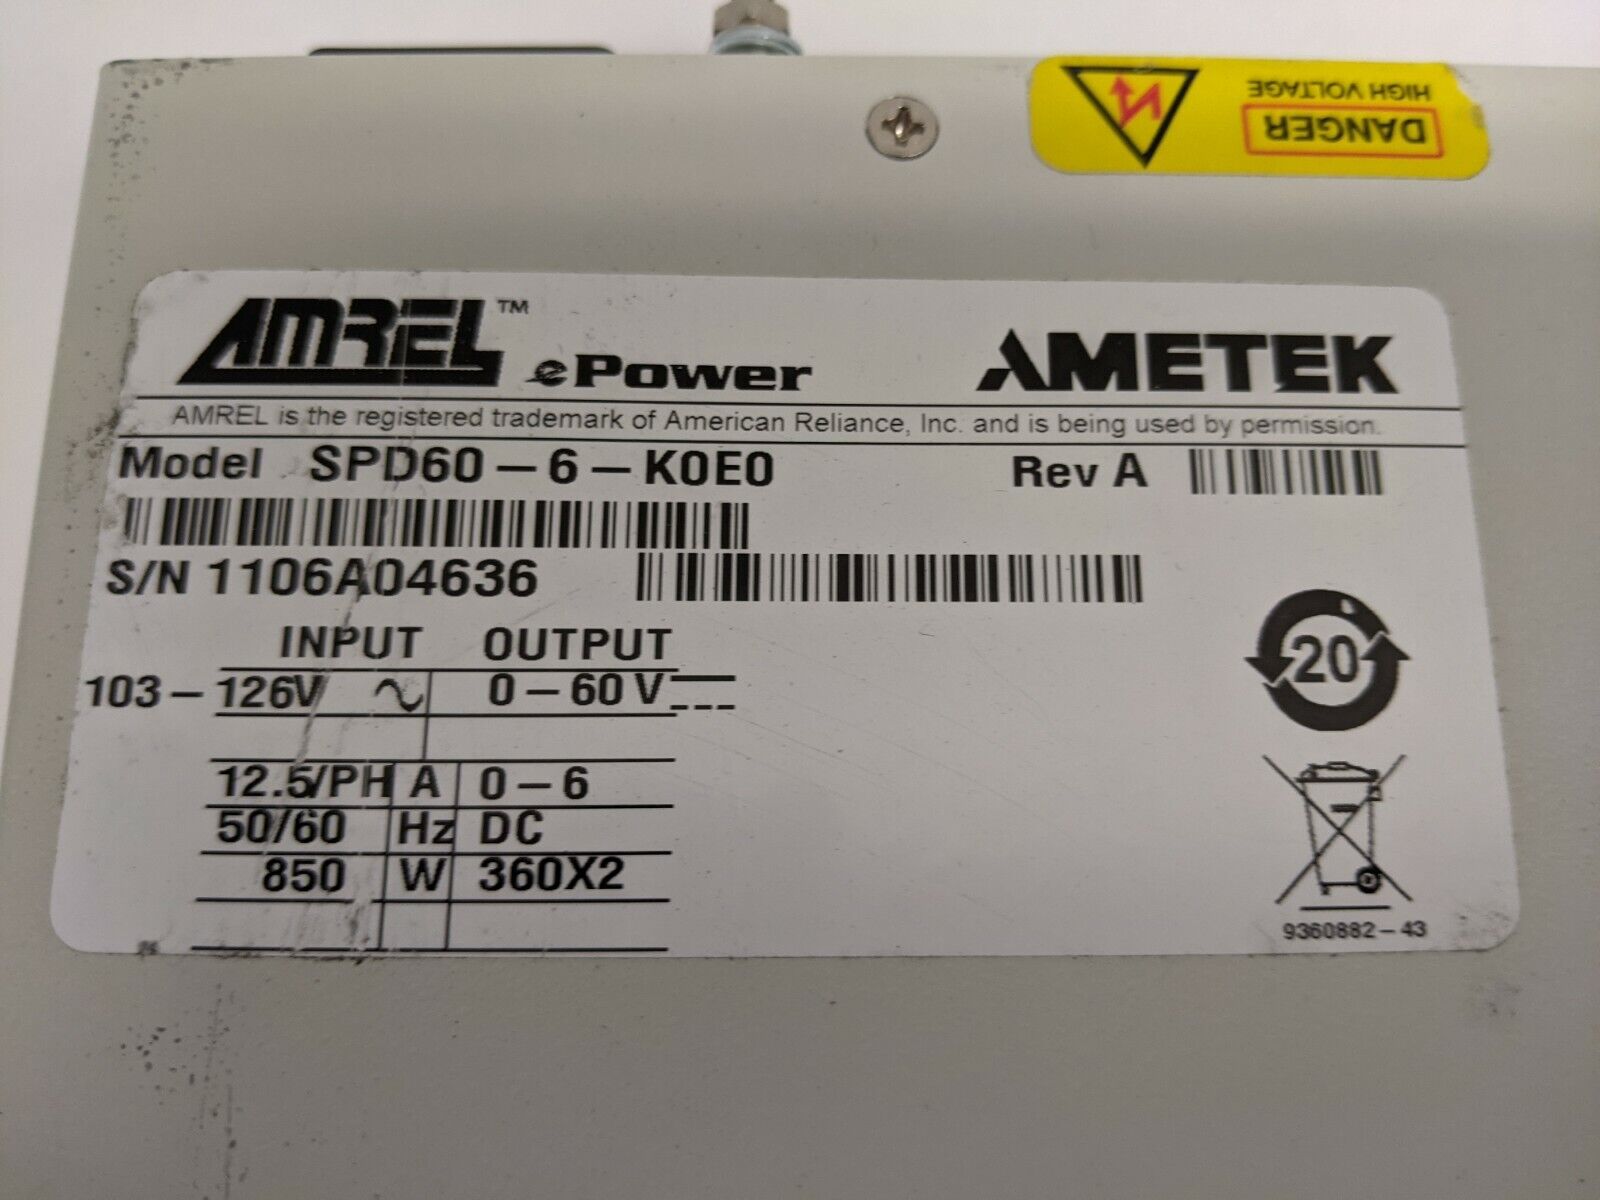 HIGH VOLTAGE
DANGER
AMREL™ ePower AMETEK
AMREL is the registered trademark of American Reliance, Inc. and is being used by permission.
Model SPD60-6-K0E0 Rev A
S/N 1106A04636
INPUT OUTPUT
103-126V 0-60V
12.5/PH A 0-6
50/60 Hz DC
850 W 360X2
20
9360882-43